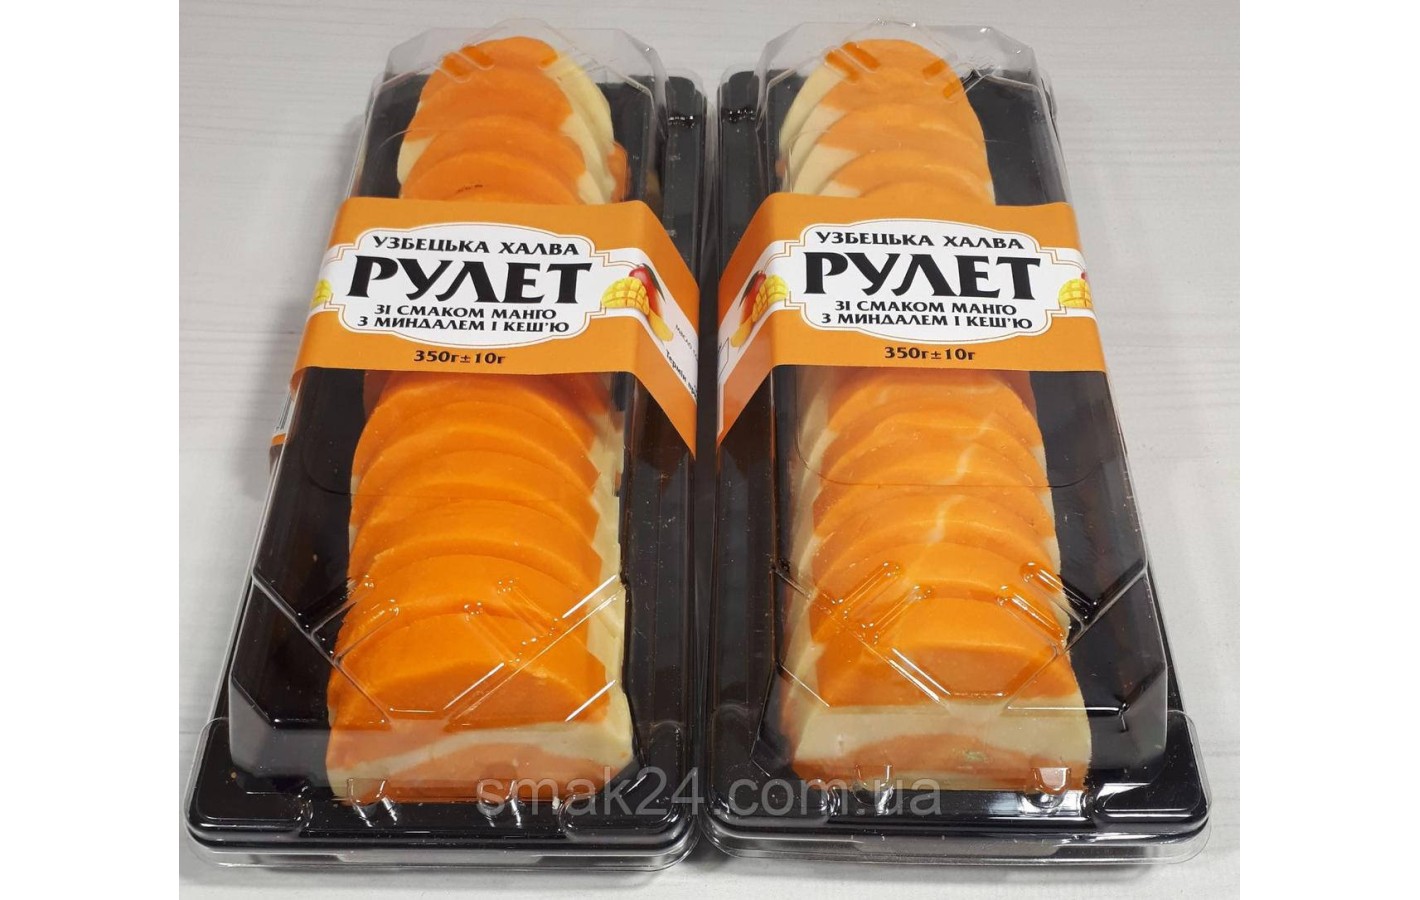 УЗБЕЦЬКА ХАЛВА
РУЛЕТ
ЗІ СМАКОМ МАНГО
З МИНДАЛЕМ І КЕШ'Ю
350г±10г
УЗБЕЦЬКА ХАЛВА
РУЛЕТ
ЗІ СМАКОМ МАНГО
З МИНДАЛЕМ І КЕШ'Ю
350г±10г
smak24.com.ua